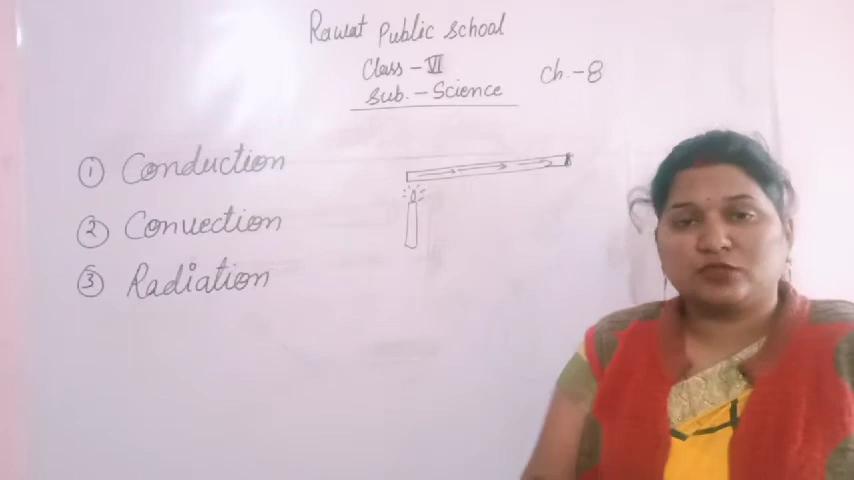 Rawat Public School
Class - VI
Sub. - Science
Ch. - 8
① Conduction
② Convection
③ Radiation